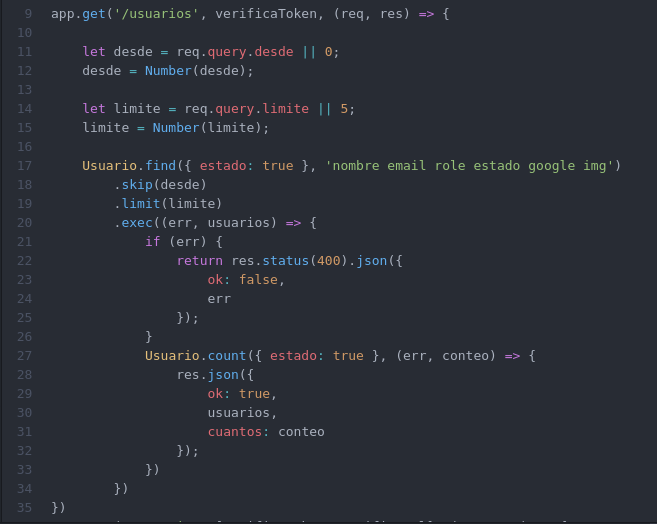 9 app.get('/usuarios', verificaToken, (req, res) => {
10
11     let desde = req.query.desde || 0;
12     desde = Number(desde);
13
14     let limite = req.query.limite || 5;
15     limite = Number(limite);
16
17     Usuario.find({ estado: true }, 'nombre email role estado google img')
18         .skip(desde)
19         .limit(limite)
20         .exec((err, usuarios) => {
21             if (err) {
22                 return res.status(400).json({
23                     ok: false,
24                     err
25                 });
26             }
27             Usuario.count({ estado: true }, (err, conteo) => {
28                 res.json({
29                     ok: true,
30                     usuarios,
31                     cuantos: conteo
32                 });
33             })
34         })
35 })